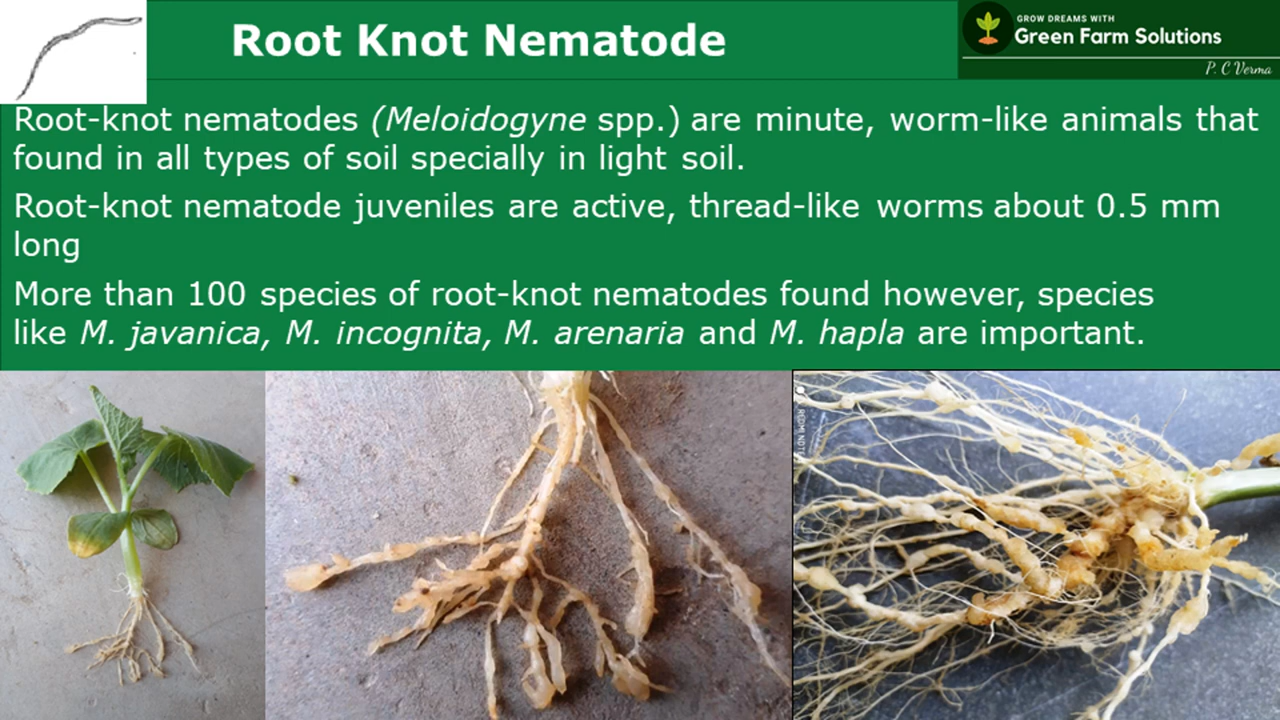 Root Knot Nematode
GROW DREAMS WITH
Green Farm Solutions
P. C Verma
Root-knot nematodes (Meloidogyne spp.) are minute, worm-like animals that
found in all types of soil specially in light soil.
Root-knot nematode juveniles are active, thread-like worms about 0.5 mm
long
More than 100 species of root-knot nematodes found however, species
like M. javanica, M. incognita, M. arenaria and M. hapla are important.